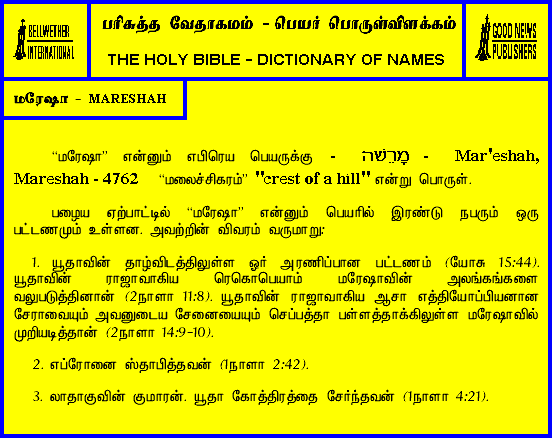 BELLWETHER
INTERNATIONAL
பரிசுத்த வேதாகமம் - பெயர் பொருள்விளக்கம்
THE HOLY BIBLE - DICTIONARY OF NAMES
GOOD NEWS
PUBLISHERS
மரேஷா - MARESHAH
“மரேஷா” என்னும் எபிரெய பெயருக்கு - מָרֵשָׁה - Mar'eshah,
Mareshah - 4762 “மலைச்சிகரம்” "crest of a hill" என்று பொருள்.
பழைய ஏற்பாட்டில் “மரேஷா” என்னும் பெயரில் இரண்டு நபரும் ஒரு
பட்டணமும் உள்ளன. அவற்றின் விவரம் வருமாறு:
1. யூதாவின் தாழ்விடத்திலுள்ள ஓர் அரணிப்பான பட்டணம் (யோசு 15:44).
யூதாவின் ராஜாவாகிய ரெகொபெயாம் மரேஷாவின் அலங்கங்களை
வலுபடுத்தினான் (2நாளா 11:8). யூதாவின் ராஜாவாகிய ஆசா எத்தியோப்பியனான
சேராவையும் அவனுடைய சேனையையும் செப்பத்தா பள்ளத்தாக்கிலுள்ள மரேஷாவில்
முறியடித்தான் (2நாளா 14:9-10).
2. எப்ரோனை ஸ்தாபித்தவன் (1நாளா 2:42).
3. லாதாகுவின் குமாரன். யூதா கோத்திரத்தை சேர்ந்தவன் (1நாளா 4:21).